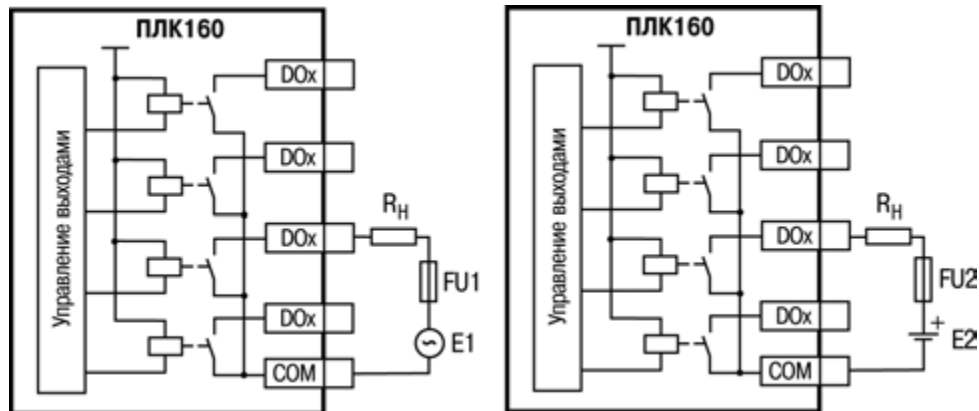 ПЛК160
Управление выходами
DOx
DOx
DOx
DOx
COM
RН
FU1
E1
ПЛК160
Управление выходами
DOx
DOx
DOx
DOx
COM
RН
FU2
+
E2